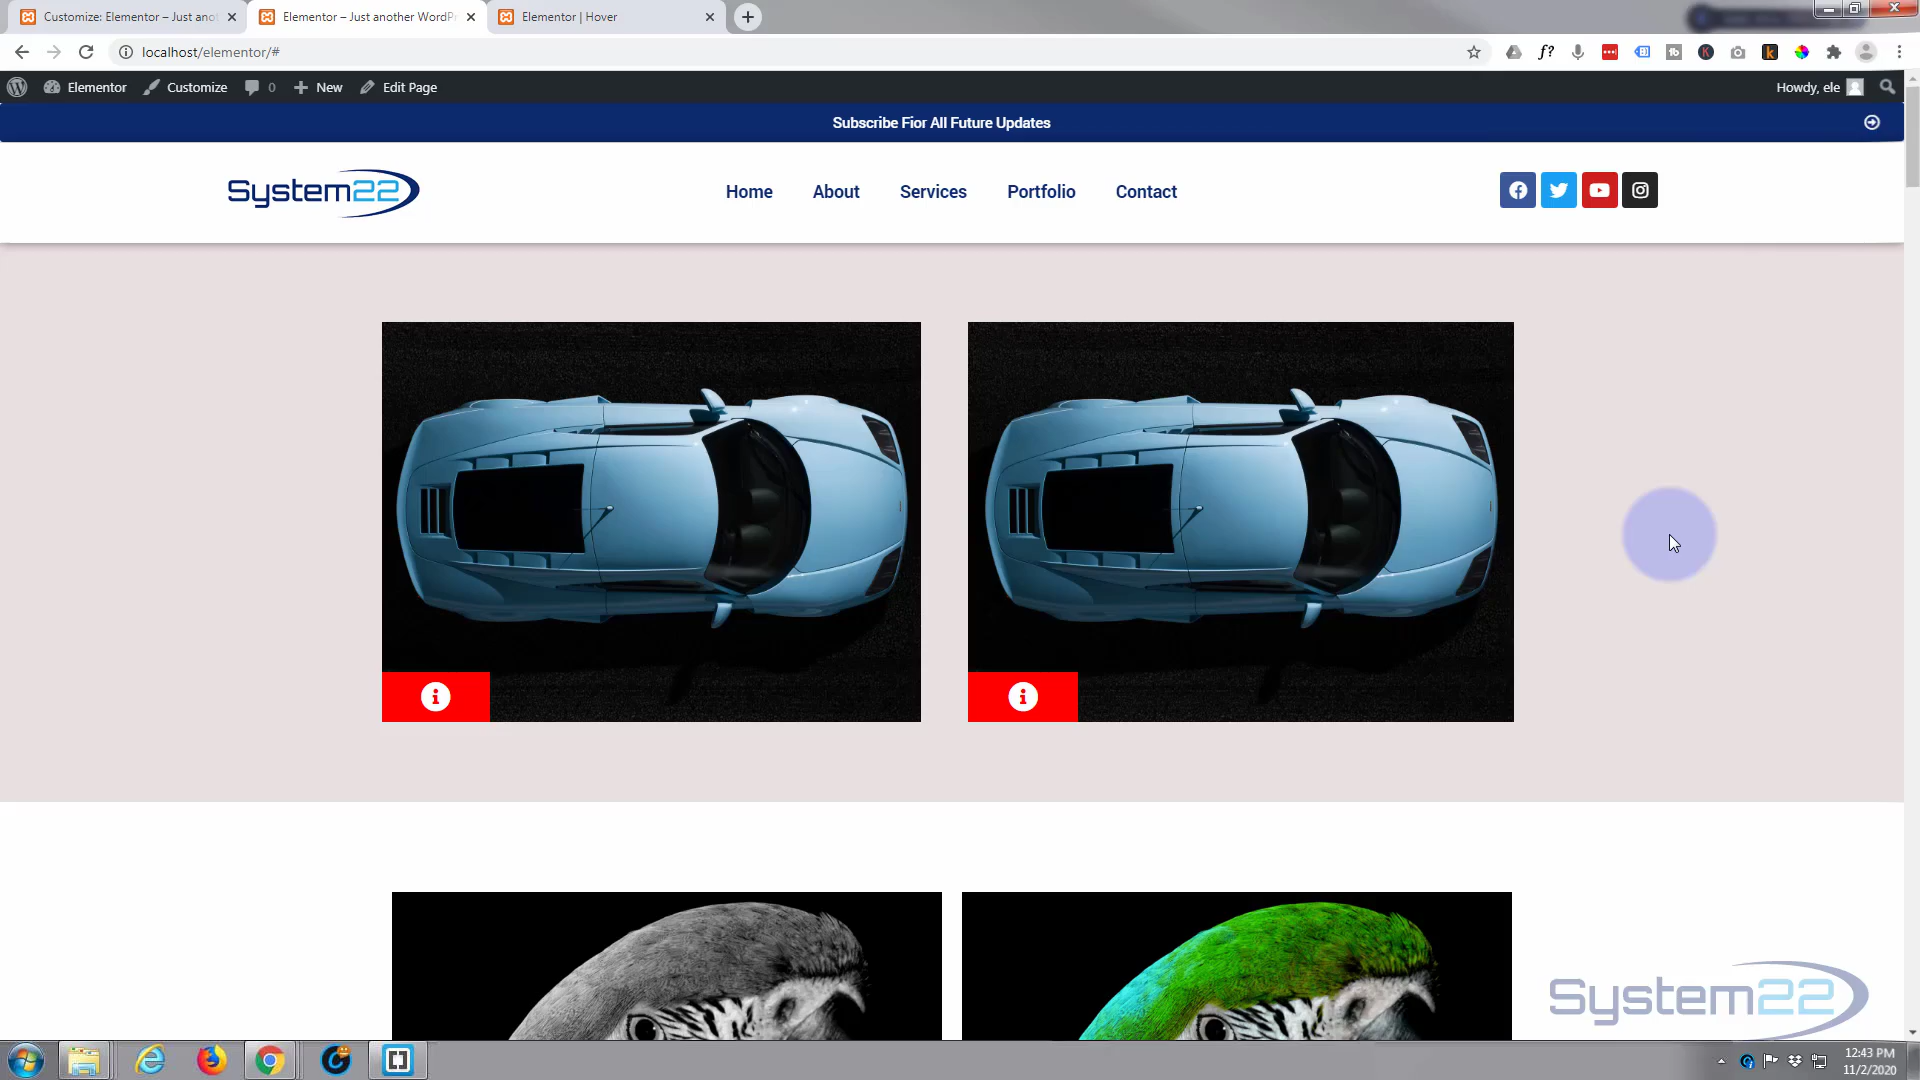 Customize: Elementor – Just anot
Elementor – Just another WordPr
Elementor | Hover
localhost/elementor/#
Elementor
Customize
0
New
Edit Page
Howdy, ele
Subscribe Fior All Future Updates
System22
Home
About
Services
Portfolio
Contact
System22
12:43 PM
11/2/2020